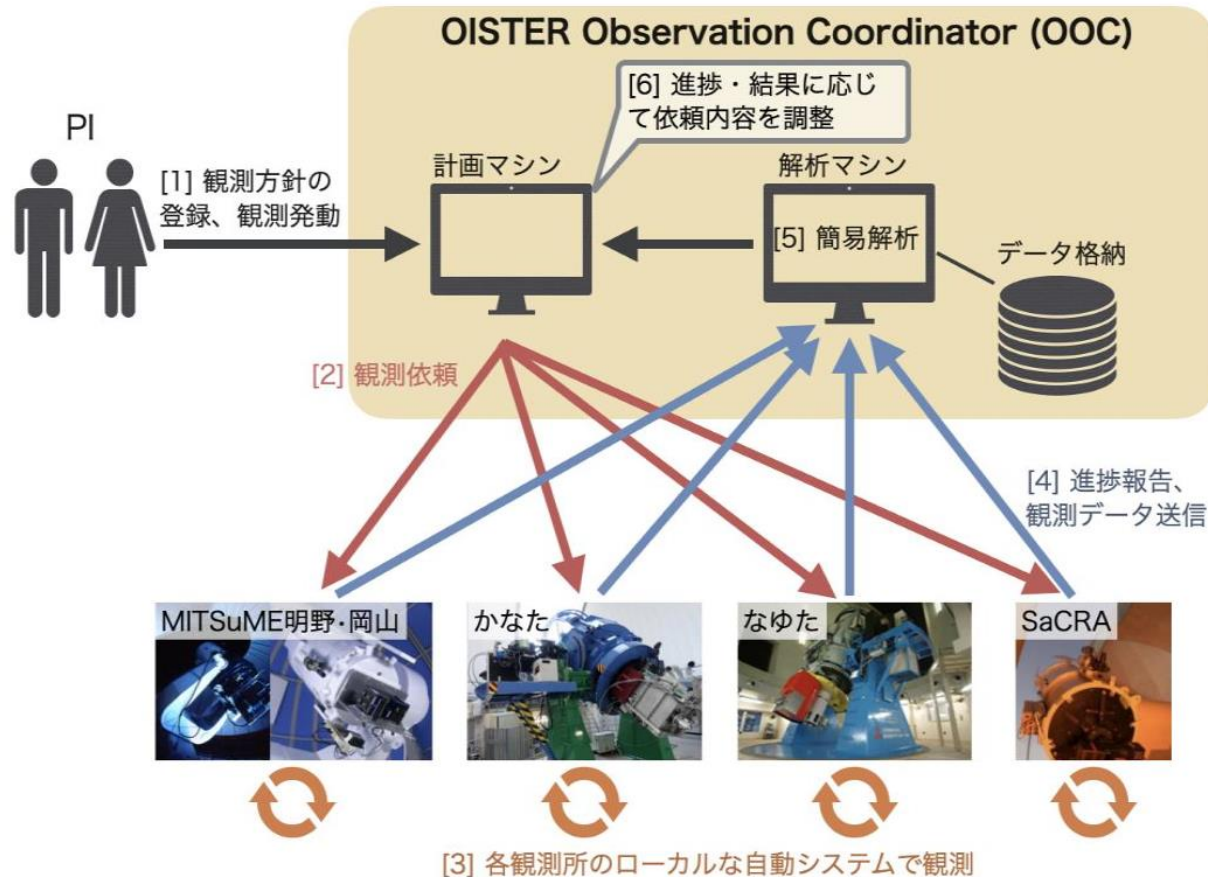 OISTER Observation Coordinator (OOC)
[6] 進捗・結果に応じ
て依頼内容を調整
PI
[1] 観測方針の
登録、観測発動
計画マシン
解析マシン
[5] 簡易解析
データ格納
[2] 観測依頼
[4] 進捗報告、
観測データ送信
MITSuME明野・岡山
かなた
なゆた
SaCRA
[3] 各観測所のローカルな自動システムで観測